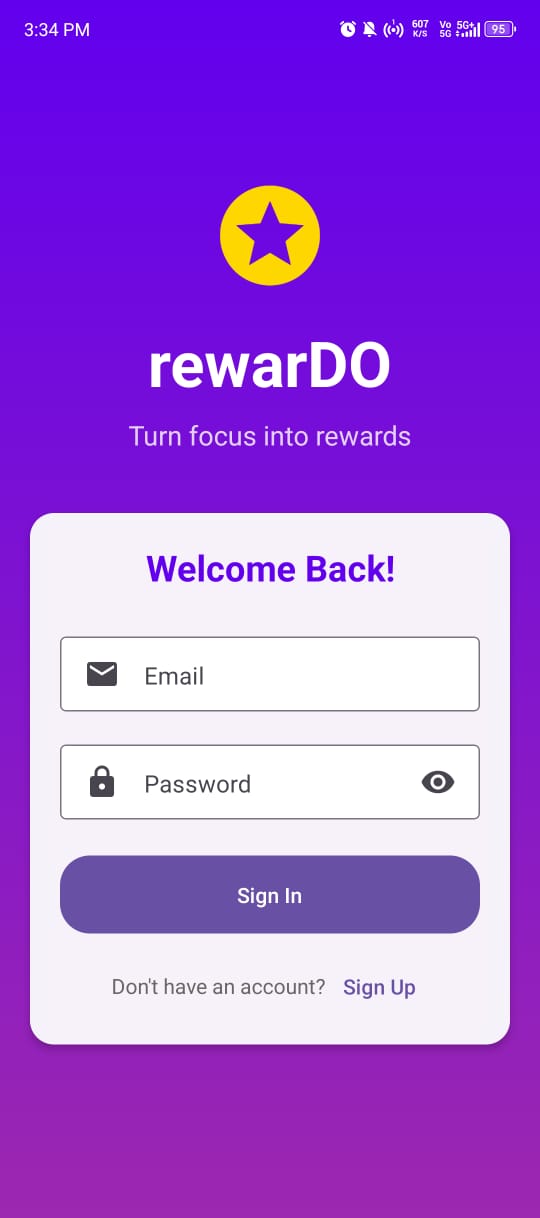 3:34 PM
607
K/S
Vo
5G
5G+
95
rewarDO
Turn focus into rewards
Welcome Back!
Email
Password
Sign In
Don't have an account? Sign Up